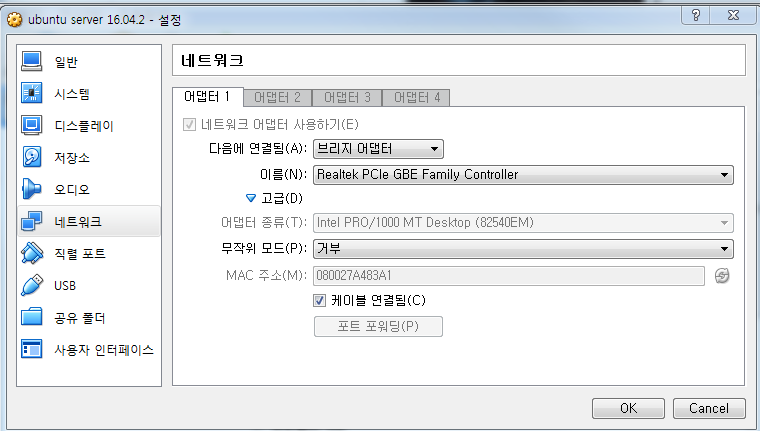 ubuntu server 16.04.2 - 설정
일반
시스템
디스플레이
저장소
오디오
네트워크
직렬 포트
USB
공유 폴더
사용자 인터페이스
네트워크
어댑터 1 어댑터 2 어댑터 3 어댑터 4
네트워크 어댑터 사용하기(E)
다음에 연결됨(A): 브리지 어댑터
이름(N): Realtek PCIe GBE Family Controller
고급(D)
어댑터 종류(T): Intel PRO/1000 MT Desktop (82540EM)
무작위 모드(P): 거부
MAC 주소(M): 080027A483A1
케이블 연결됨(C)
포트 포워딩(P)
OK Cancel